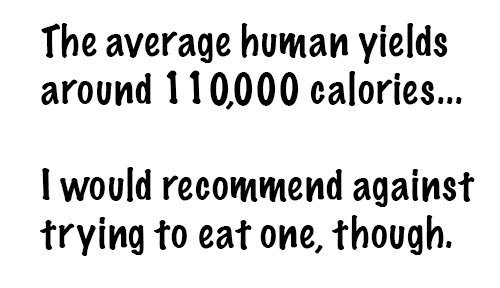 The average human yields
around 110,000 calories...
I would recommend against
trying to eat one, though.